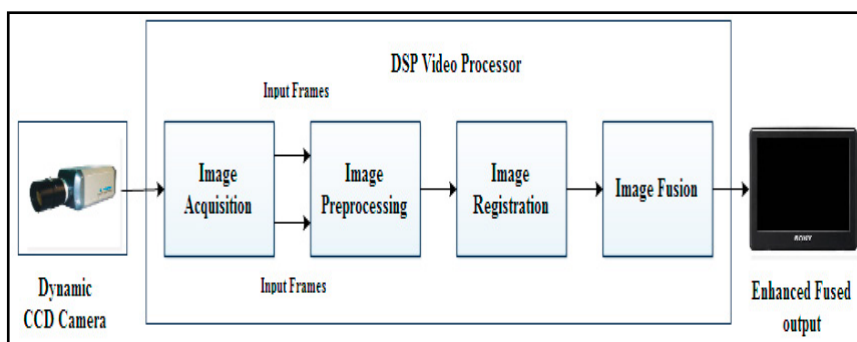 DSP Video Processor
Input Frames
Image
Acquisition
Image
Preprocessing
Image
Registration
Image Fusion
Input Frames
SONY
Dynamic
CCD Camera
Enhanced Fused
output